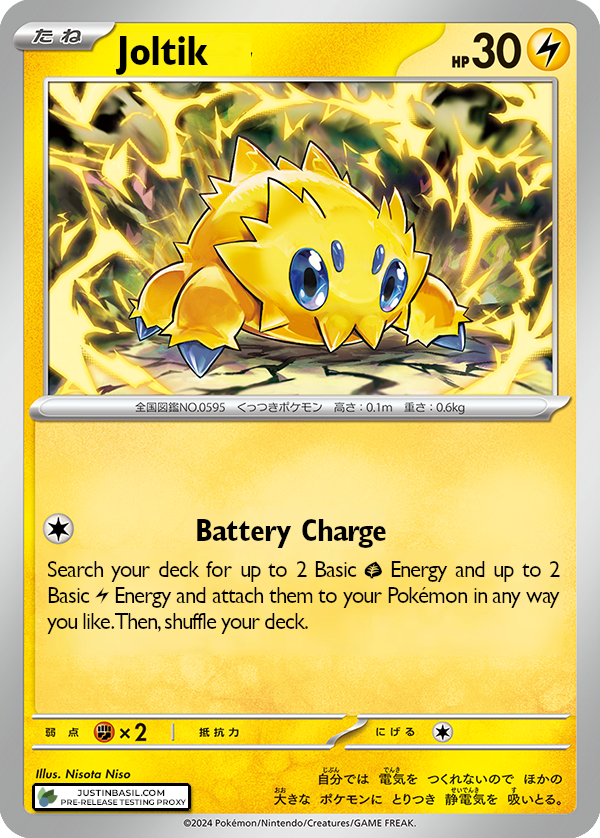 たね Joltik HP30
全国図鑑NO.0595 くっつきポケモン 高さ：0.1m 重さ：0.6kg
Battery Charge
Search your deck for up to 2 Basic Energy and up to 2
Basic Energy and attach them to your Pokémon in any way
you like. Then, shuffle your deck.
弱点 ×2 抵抗力 にげる
Illus. Nisota Niso
JUSTINBASIL.COM
PRE-RELEASE TESTING PROXY
自分では 電気を つくれないので ほかの
大きな ポケモンに とりつき 静電気を 吸いとる。
©2024 Pokémon/Nintendo/Creatures/GAME FREAK.